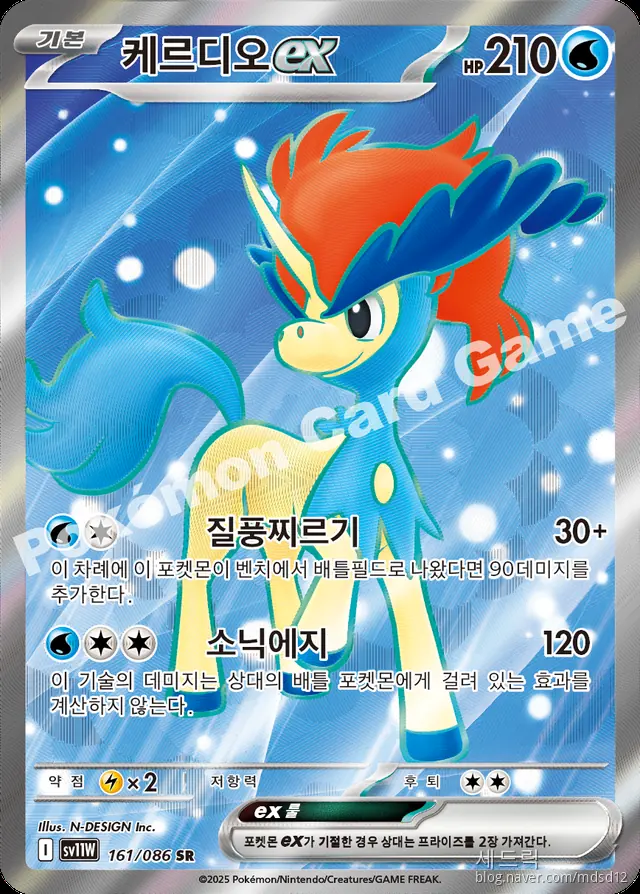 기본
케르디오 ex
HP 210
Pokémon Card Game
질풍찌르기 30+
이 차례에 이 포켓몬이 벤치에서 배틀필드로 나왔다면 90데미지를
추가한다.
소닉에지 120
이 기술의 데미지는 상대의 배틀 포켓몬에게 걸려 있는 효과를
계산하지 않는다.
약점 ×2 저항력 후퇴
ex 룰
포켓몬 ex가 기절한 경우 상대는 프라이즈를 2장 가져간다.
Illus. N-DESIGN Inc.
I sv11W 161/086 SR
©2025 Pokémon/Nintendo/Creatures/GAME FREAK.
세드릭
blog.naver.com/mdsd12